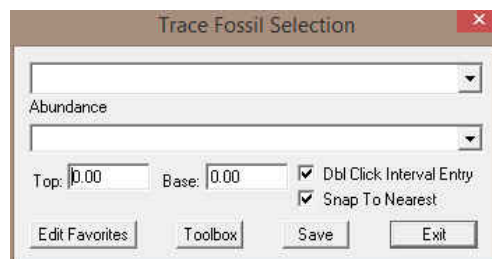 Trace Fossil Selection
Abundance
Top: 0.00 Base: 0.00 Dbl Click Interval Entry
Snap To Nearest
Edit Favorites Toolbox Save Exit